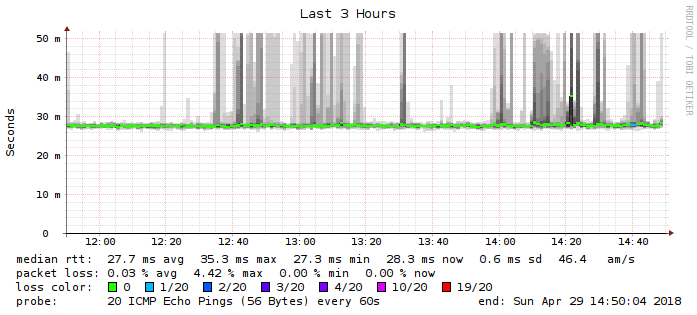 Last 3 Hours
RRDTOOL / TOBI OETIKER
Seconds
50 m
40 m
30 m
20 m
10 m
0
12:00 12:20 12:40 13:00 13:20 13:40 14:00 14:20 14:40
median rtt: 27.7 ms avg 35.3 ms max 27.3 ms min 28.3 ms now 0.6 ms sd 46.4 am/s
packet loss: 0.03 % avg 4.42 % max 0.00 % min 0.00 % now
loss color: 0 1/20 2/20 3/20 4/20 10/20 19/20
probe: 20 ICMP Echo Pings (56 Bytes) every 60s end: Sun Apr 29 14:50:04 2018